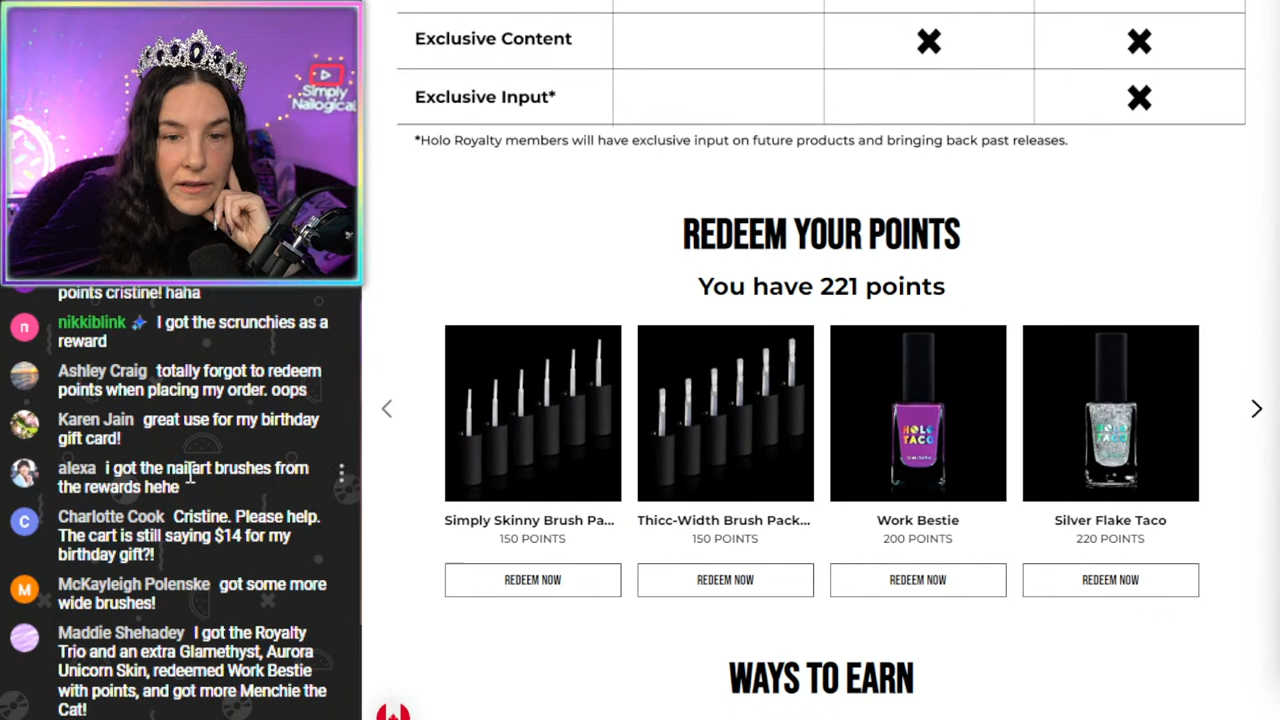 Simply
Nailogical
points cristine! haha
n
nikkiblink I got the scrunchies as a
reward
Ashley Craig totally forgot to redeem
points when placing my order. oops
Karen Jain great use for my birthday
gift card!
alexa i got the nailart brushes from
the rewards hehe
C
Charlotte Cook Cristine. Please help.
The cart is still saying $14 for my
birthday gift?!
M
McKayleigh Polenske got some more
wide brushes!
Maddie Shehadey I got the Royalty
Trio and an extra Glamethyst, Aurora
Unicorn Skin, redeemed Work Bestie
with points, and got more Menchie the
Cat!
Exclusive Content
Exclusive Input*
*Holo Royalty members will have exclusive input on future products and bringing back past releases.
REDEEM YOUR POINTS
You have 221 points
HOLO
TACO
HOLO
TACO
Simply Skinny Brush Pa...
150 POINTS
REDEEM NOW
Thicc-Width Brush Pack...
150 POINTS
REDEEM NOW
Work Bestie
200 POINTS
REDEEM NOW
Silver Flake Taco
220 POINTS
REDEEM NOW
WAYS TO EARN